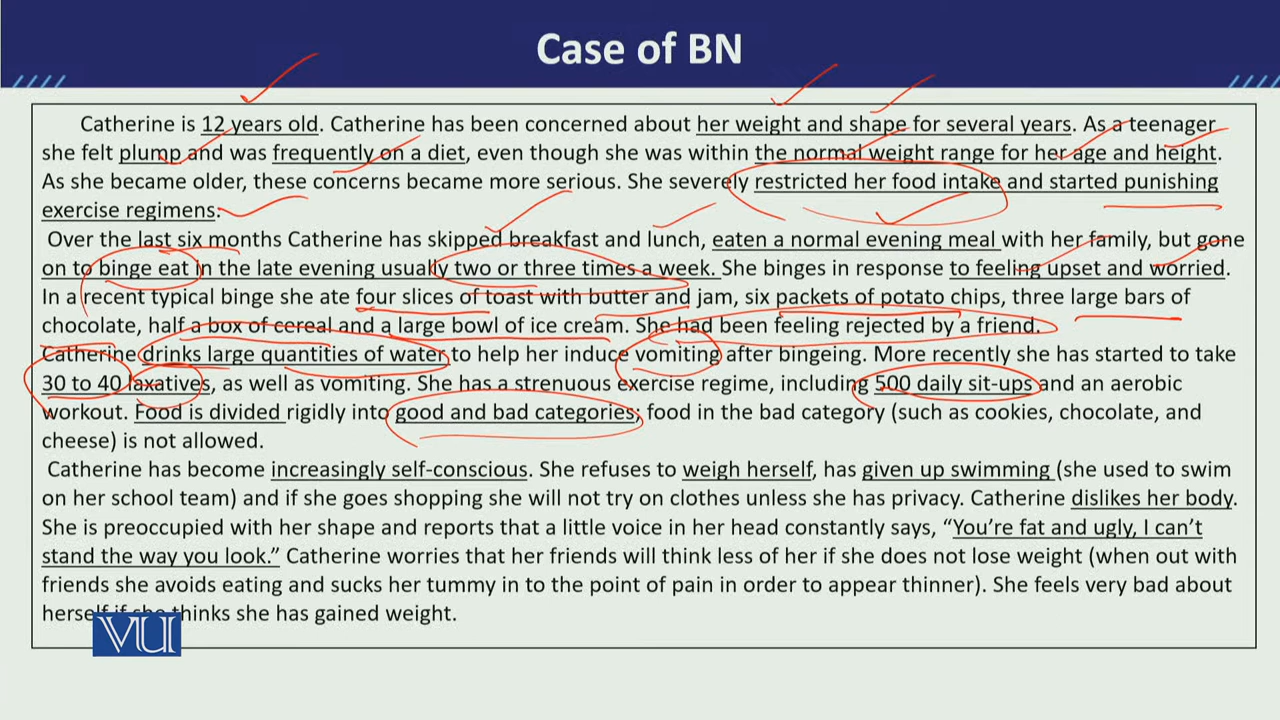 Case of BN
Catherine is 12 years old. Catherine has been concerned about her weight and shape for several years. As a teenager
she felt plump and was frequently on a diet, even though she was within the normal weight range for her age and height.
As she became older, these concerns became more serious. She severely restricted her food intake and started punishing
exercise regimens.
Over the last six months Catherine has skipped breakfast and lunch, eaten a normal evening meal with her family, but gone
on to binge eat in the late evening usually two or three times a week. She binges in response to feeling upset and worried.
In a recent typical binge she ate four slices of toast with butter and jam, six packets of potato chips, three large bars of
chocolate, half a box of cereal and a large bowl of ice cream. She had been feeling rejected by a friend.
Catherine drinks large quantities of water to help her induce vomiting after bingeing. More recently she has started to take
30 to 40 laxatives, as well as vomiting. She has a strenuous exercise regime, including 500 daily sit-ups and an aerobic
workout. Food is divided rigidly into good and bad categories; food in the bad category (such as cookies, chocolate, and
cheese) is not allowed.
Catherine has become increasingly self-conscious. She refuses to weigh herself, has given up swimming (she used to swim
on her school team) and if she goes shopping she will not try on clothes unless she has privacy. Catherine dislikes her body.
She is preoccupied with her shape and reports that a little voice in her head constantly says, “You’re fat and ugly, I can’t
stand the way you look.” Catherine worries that her friends will think less of her if she does not lose weight (when out with
friends she avoids eating and sucks her tummy in to the point of pain in order to appear thinner). She feels very bad about
herself if she thinks she has gained weight.
VU